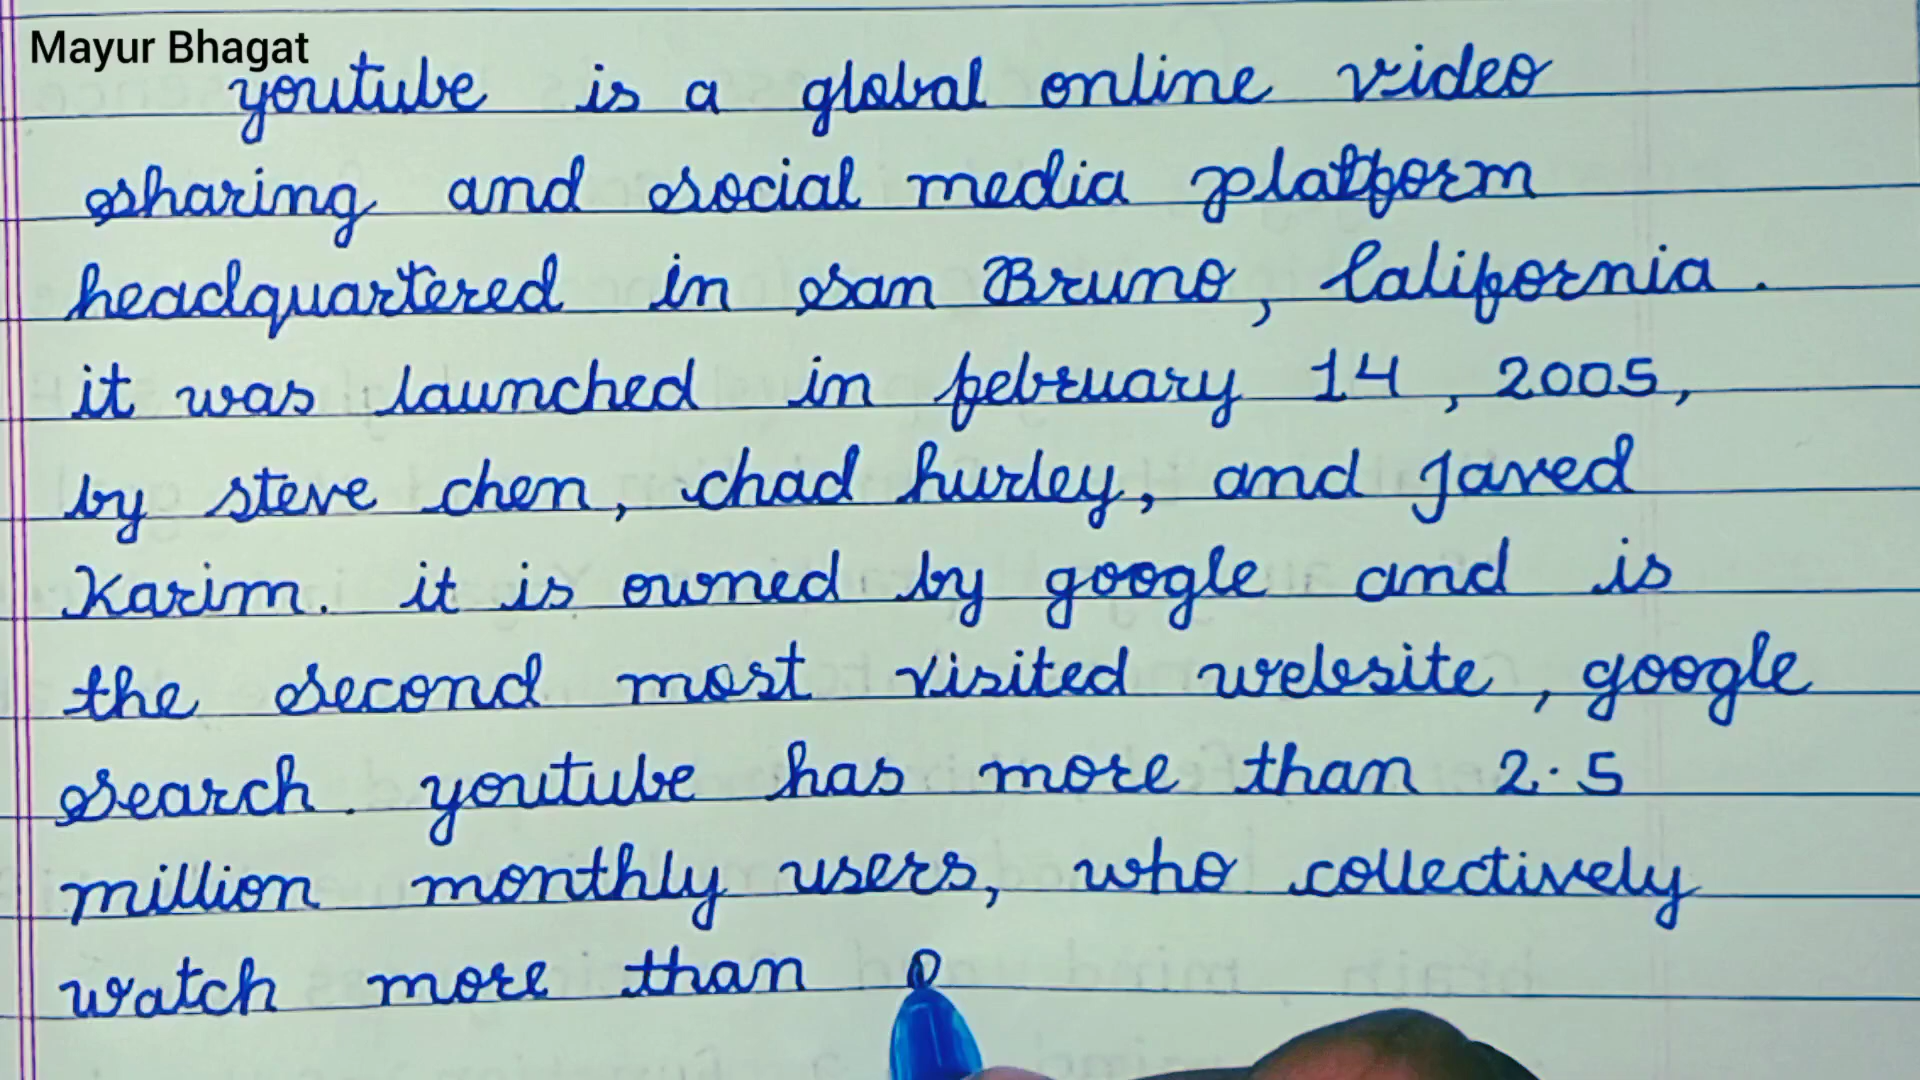 Mayur Bhagat
youtube is a global online video
sharing and social media platform
headquartered in san Bruno, California.
it was launched in february 14, 2005,
by steve chen, chad hurley, and Javed
Karim. it is owned by google and is
the second most visited website, google
search. youtube has more than 2.5
million monthly users, who collectively
watch more than